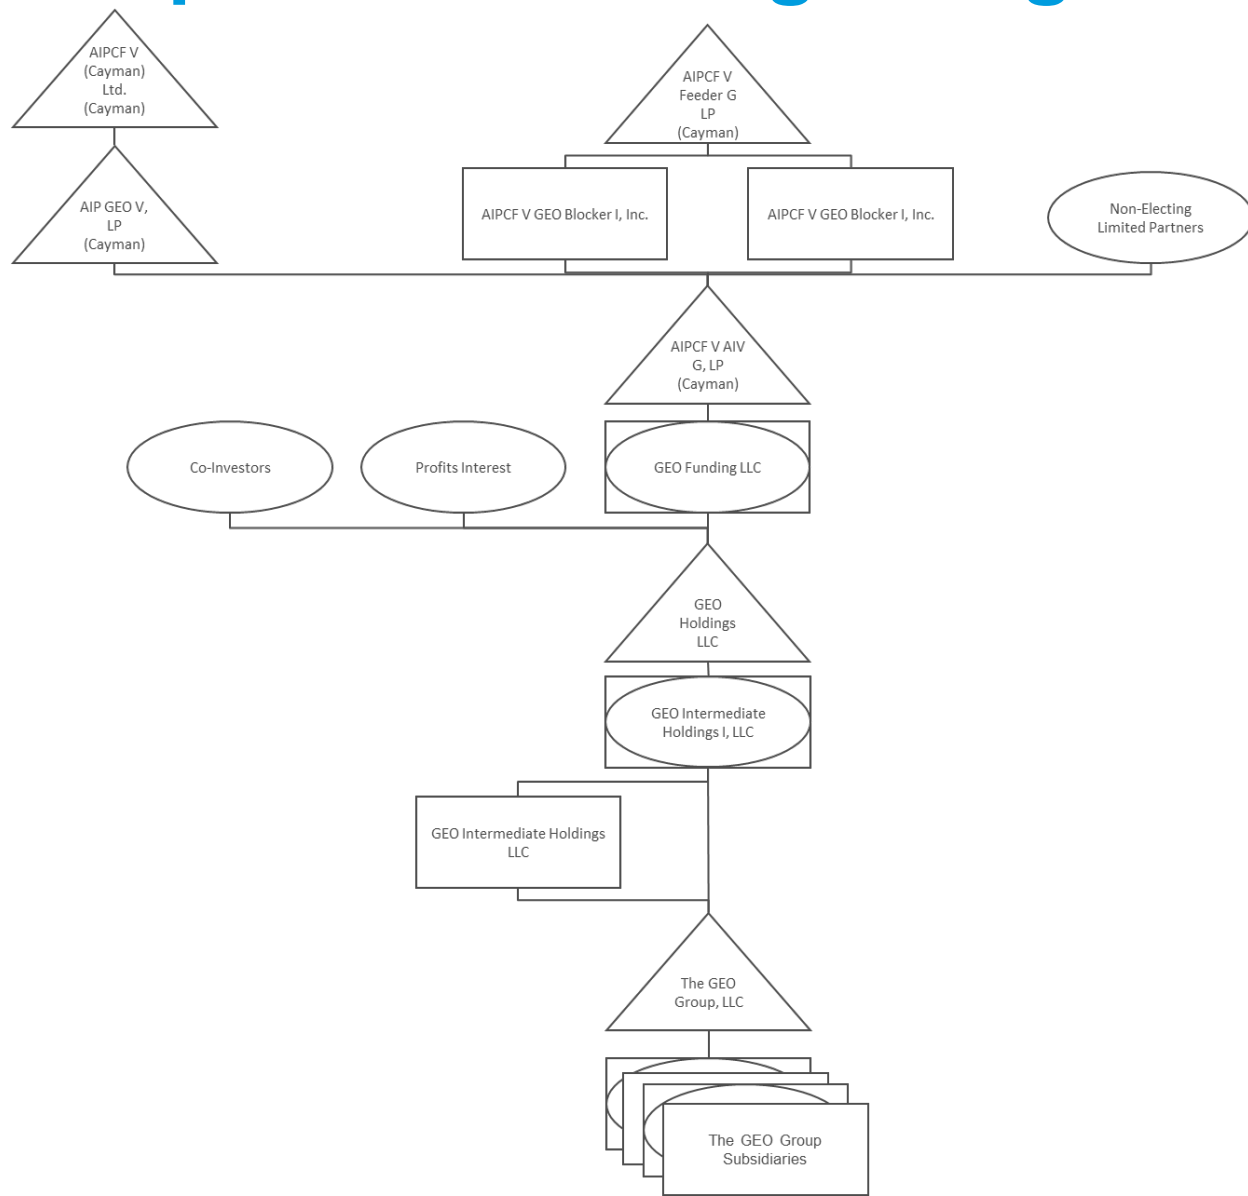 AIPCF V
(Cayman)
Ltd.
(Cayman)
AIPCF V
Feeder G
LP
(Cayman)
AIP GEO V,
LP
(Cayman)
AIPCF V GEO Blocker I, Inc.
AIPCF V GEO Blocker I, Inc.
Non-Electing
Limited Partners
AIPCF V AIV
G, LP
(Cayman)
Co-Investors
Profits Interest
GEO Funding LLC
GEO
Holdings
LLC
GEO Intermediate
Holdings I, LLC
GEO Intermediate Holdings
LLC
The GEO
Group, LLC
The GEO Group
Subsidiaries